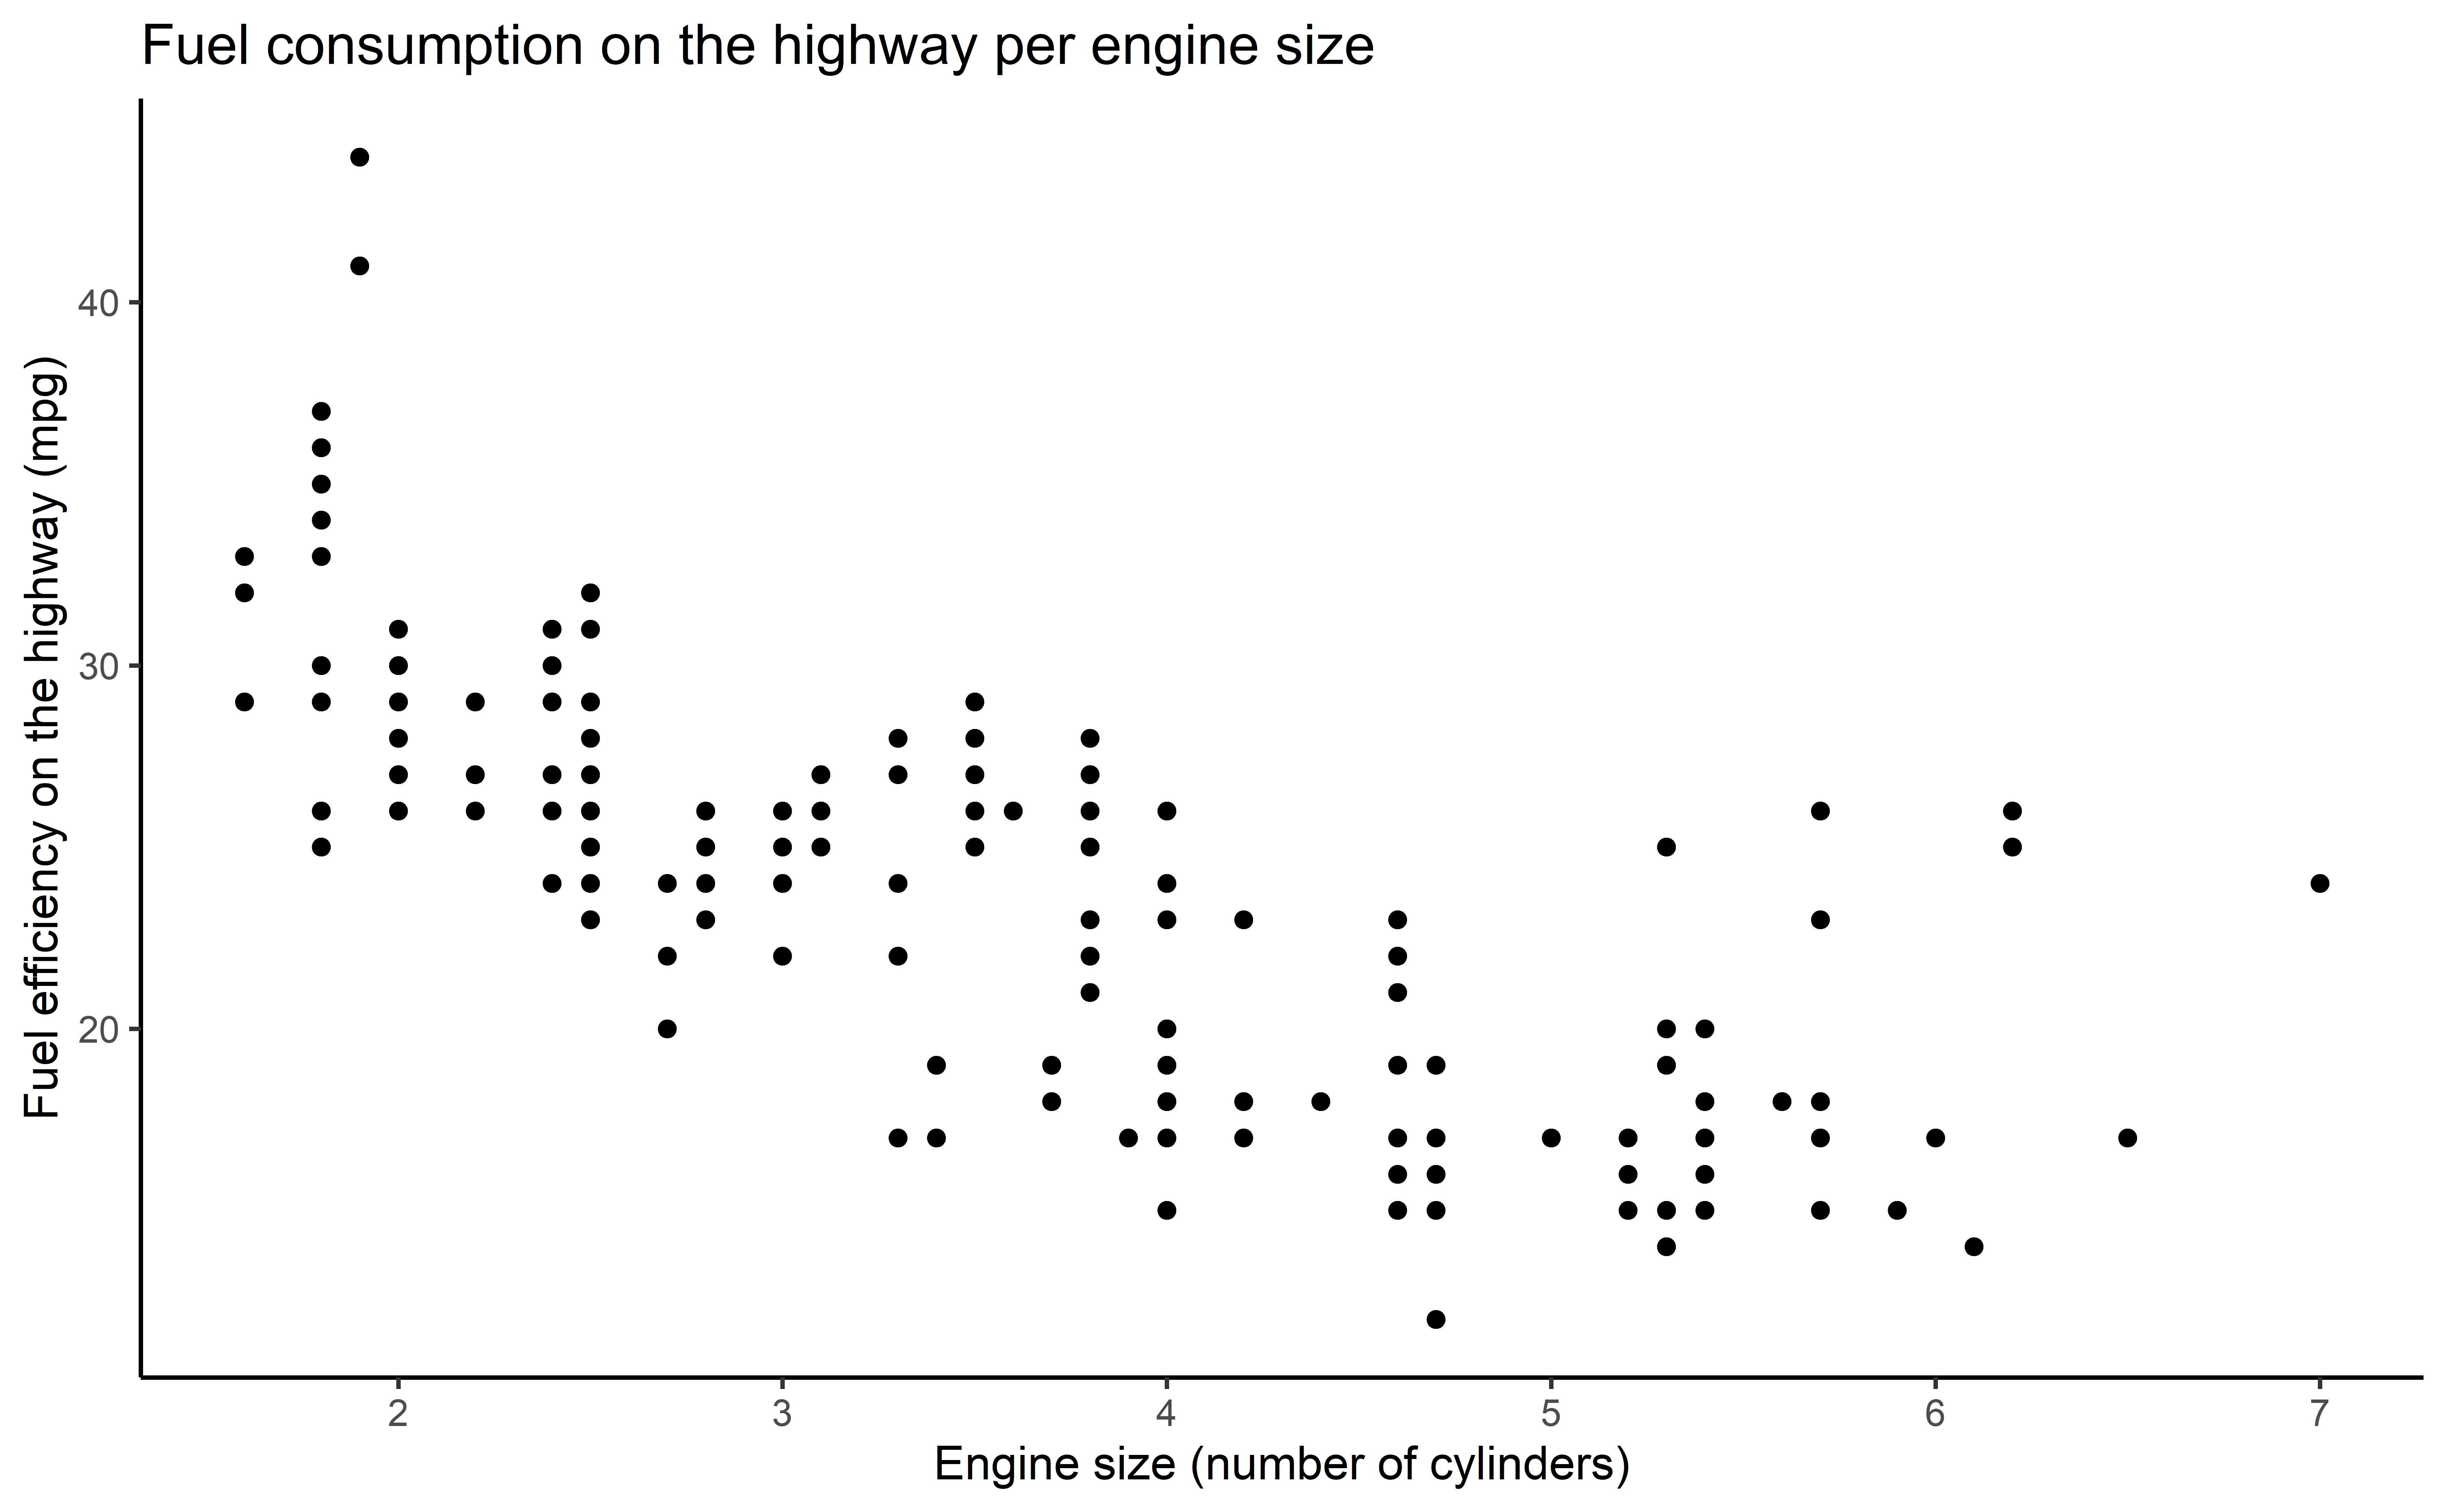 Fuel consumption on the highway per engine size
Fuel efficiency on the highway (mpg)
40
30
20
2 3 4 5 6 7
Engine size (number of cylinders)